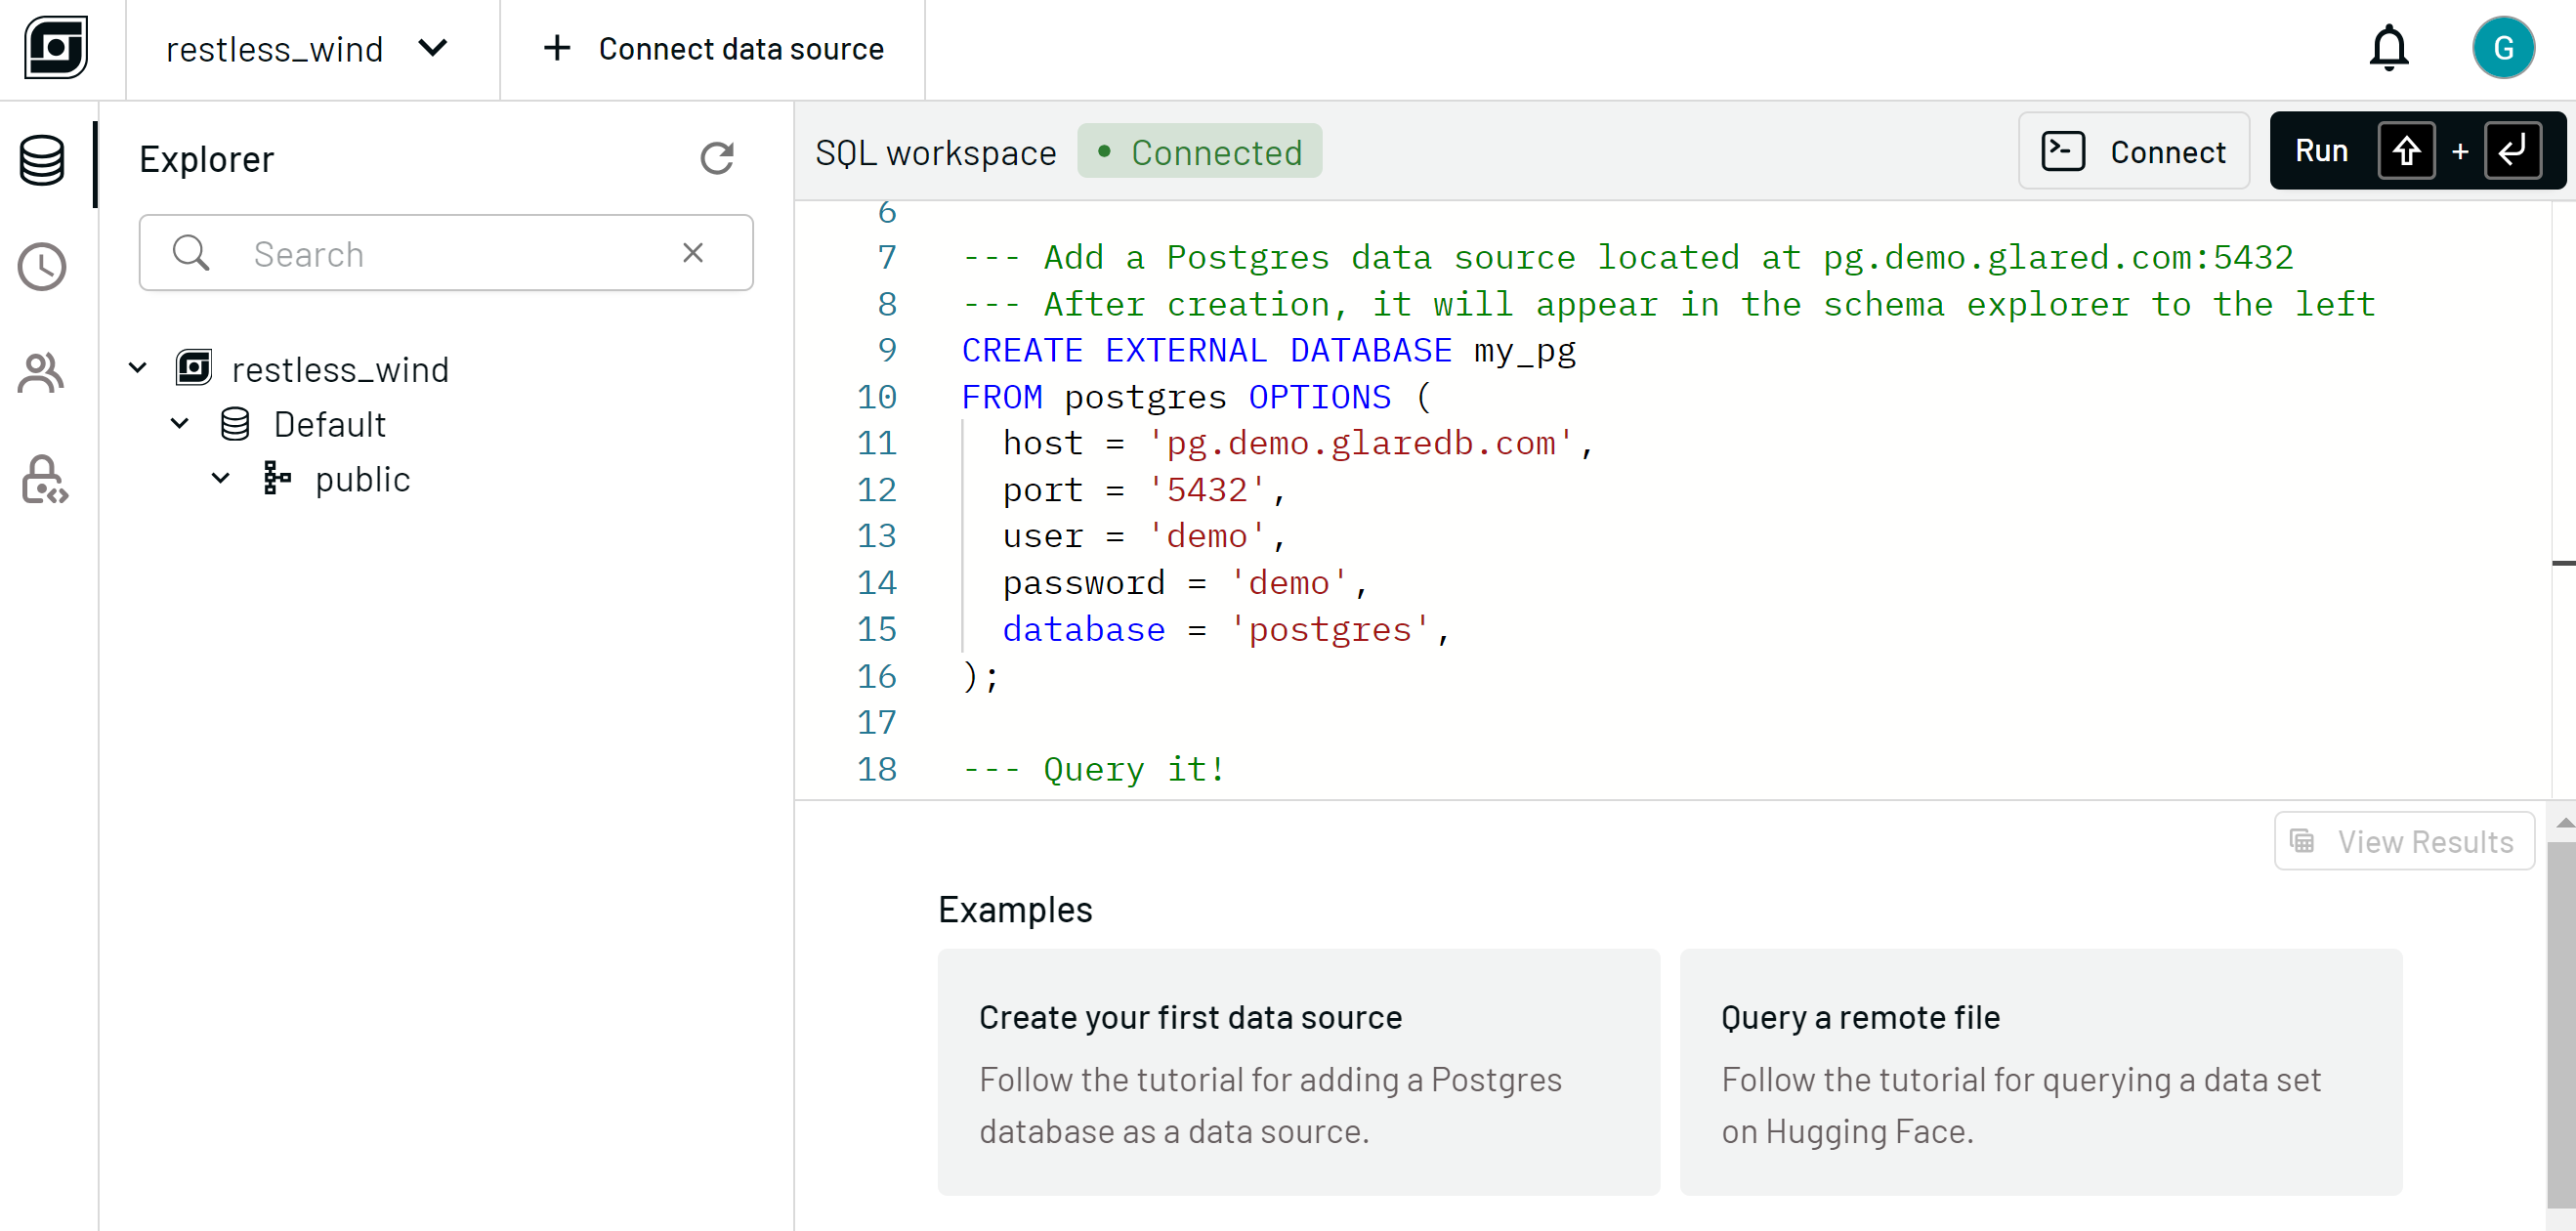 restless_wind
+ Connect data source
G
Explorer
Search
restless_wind
Default
public
SQL workspace
• Connected
Connect
Run ⇧ + ↵
6
7 --- Add a Postgres data source located at pg.demo.glared.com:5432
8 --- After creation, it will appear in the schema explorer to the left
9 CREATE EXTERNAL DATABASE my_pg
10 FROM postgres OPTIONS (
11 host = 'pg.demo.glaredb.com',
12 port = '5432',
13 user = 'demo',
14 password = 'demo',
15 database = 'postgres',
16 );
17
18 --- Query it!
View Results
Examples
Create your first data source
Follow the tutorial for adding a Postgres
database as a data source.
Query a remote file
Follow the tutorial for querying a data set
on Hugging Face.